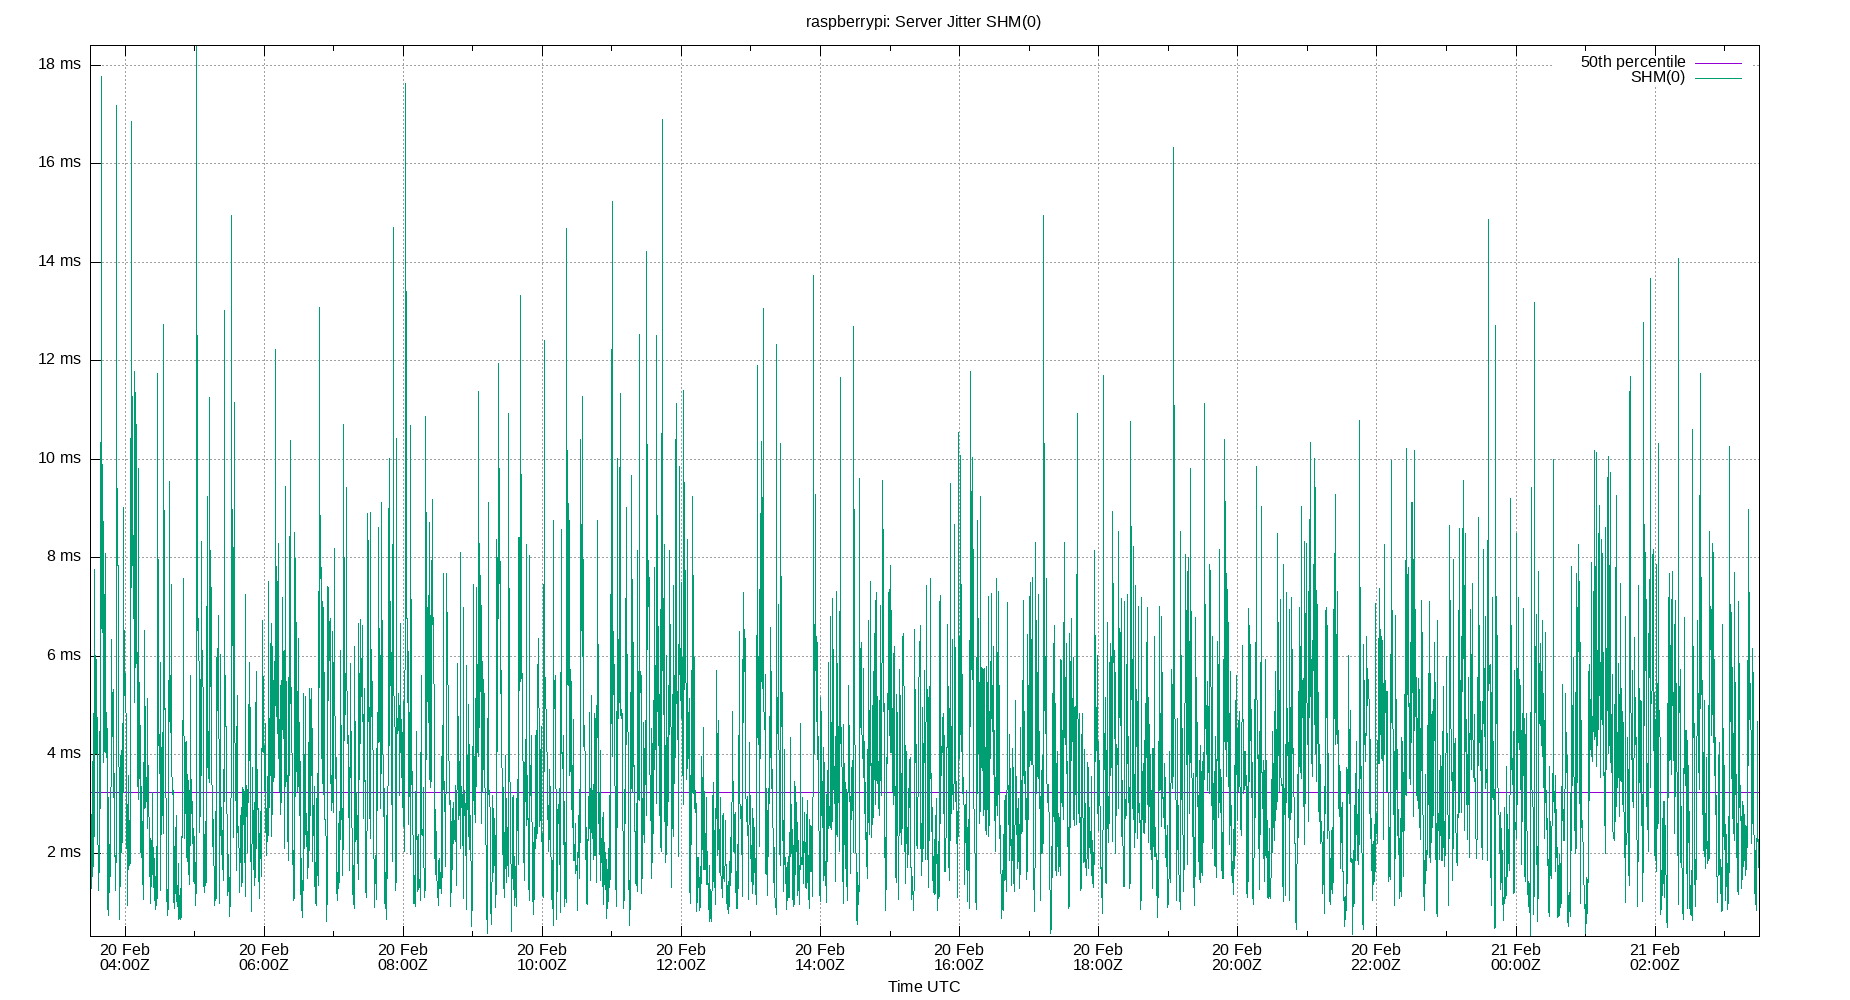 raspberrypi: Server Jitter SHM(0)
18 ms
16 ms
14 ms
12 ms
10 ms
8 ms
6 ms
4 ms
2 ms
50th percentile
SHM(0)
20 Feb
04:00Z
20 Feb
06:00Z
20 Feb
08:00Z
20 Feb
10:00Z
20 Feb
12:00Z
20 Feb
14:00Z
20 Feb
16:00Z
20 Feb
18:00Z
20 Feb
20:00Z
20 Feb
22:00Z
21 Feb
00:00Z
21 Feb
02:00Z
Time UTC